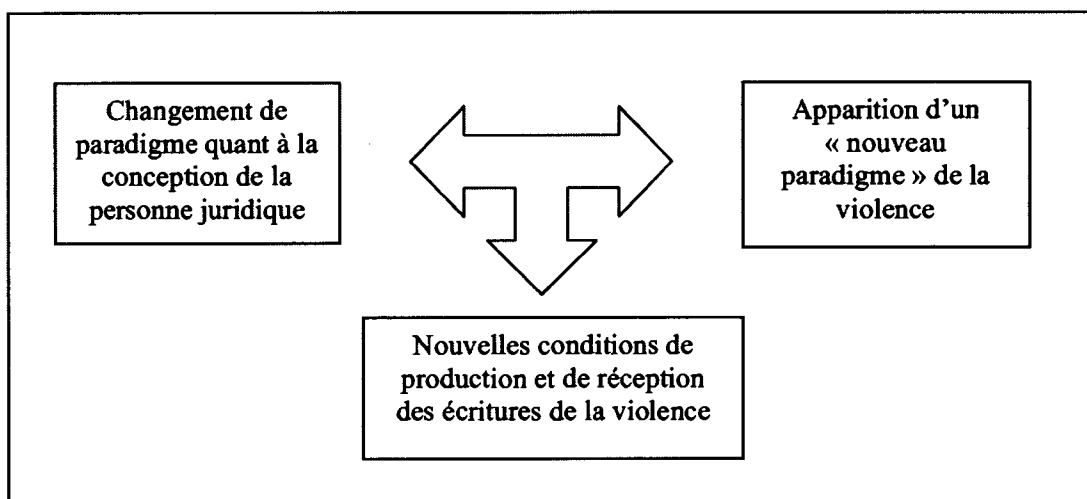 Changement de
paradigme quant à la
conception de la
personne juridique
Apparition d'un
« nouveau
paradigme » de la
violence
Nouvelles conditions de
production et de réception
des écritures de la violence